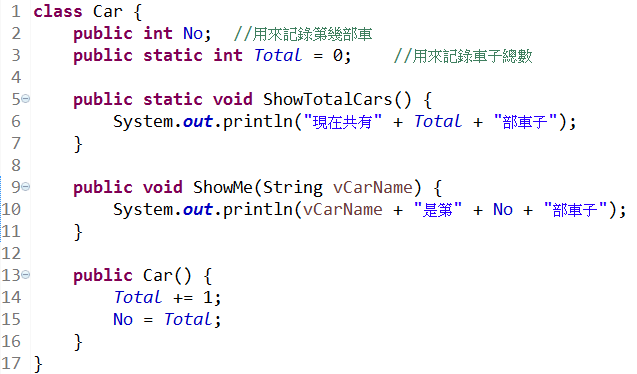 1 class Car {
2     public int No;  //用來記錄第幾部車
3     public static int Total = 0;    //用來記錄車子總數
4
5     public static void ShowTotalCars() {
6         System.out.println("現在共有" + Total + "部車子");
7     }
8
9     public void ShowMe(String vCarName) {
10         System.out.println(vCarName + "是第" + No + "部車子");
11     }
12
13     public Car() {
14         Total += 1;
15         No = Total;
16     }
17 }